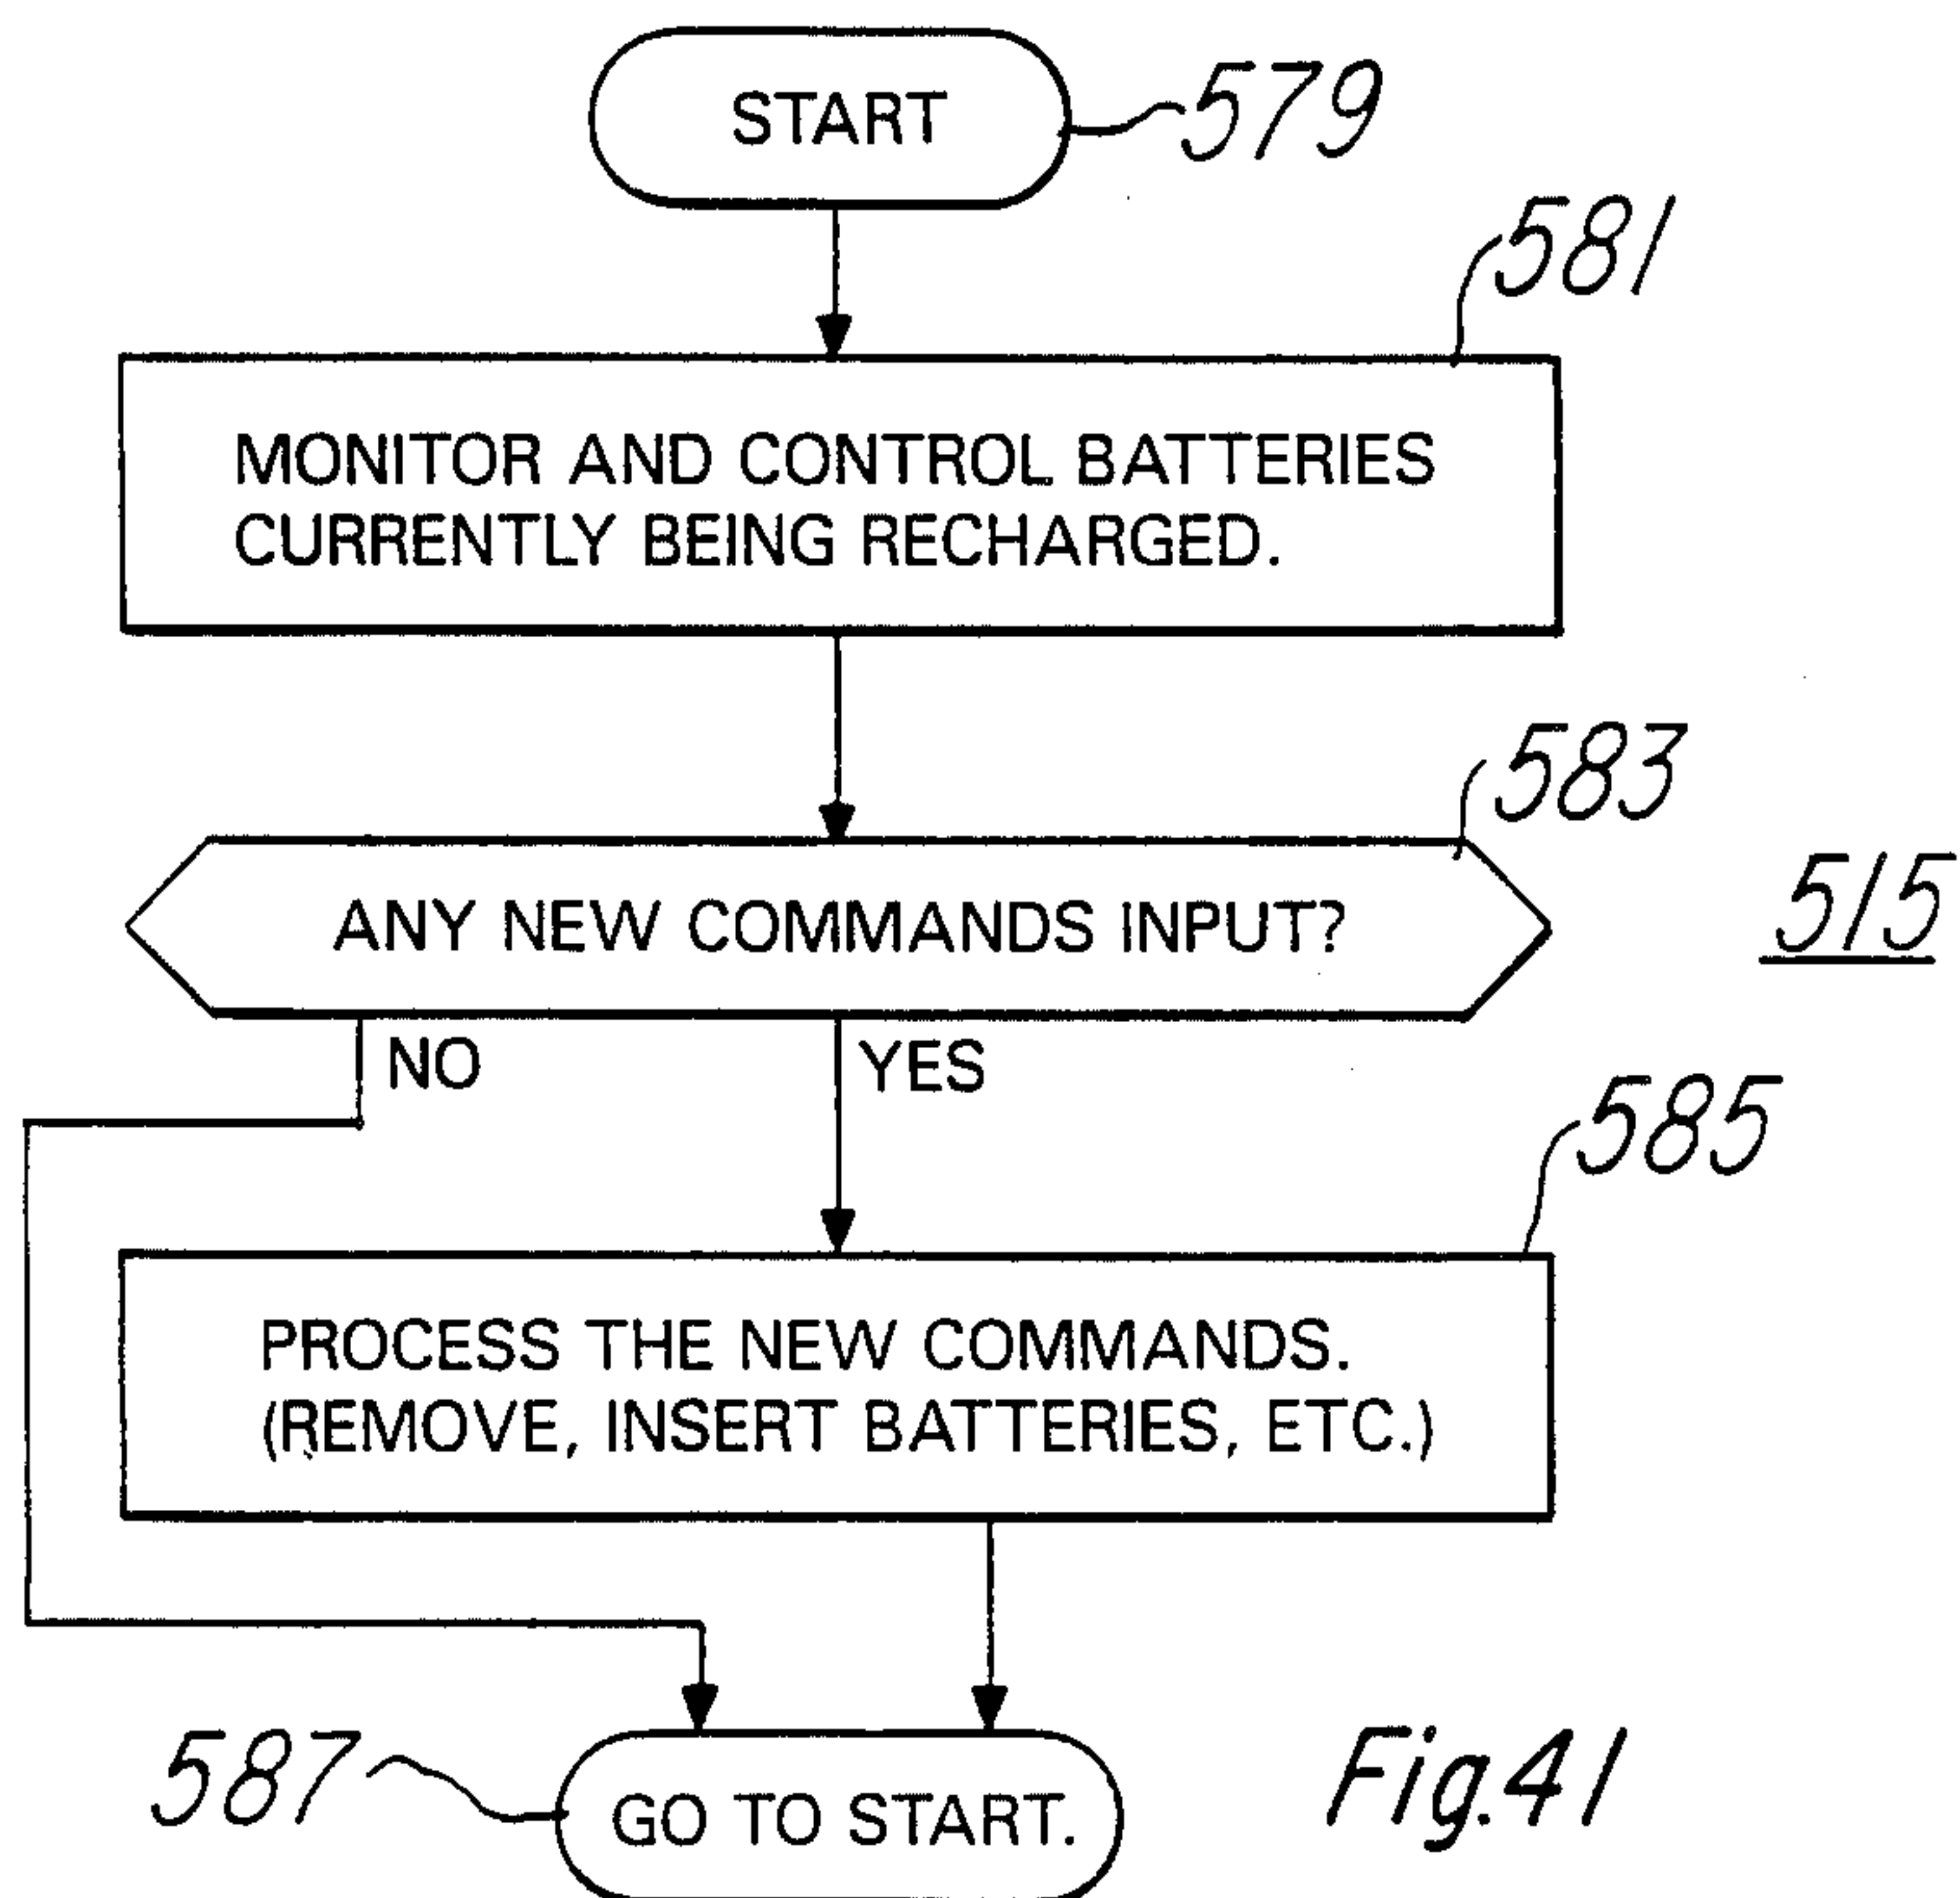 START
579
581
MONITOR AND CONTROL BATTERIES
CURRENTLY BEING RECHARGED.
583
ANY NEW COMMANDS INPUT?
515
NO
YES
585
PROCESS THE NEW COMMANDS.
(REMOVE, INSERT BATTERIES, ETC.)
587
GO TO START.
Fig. 41